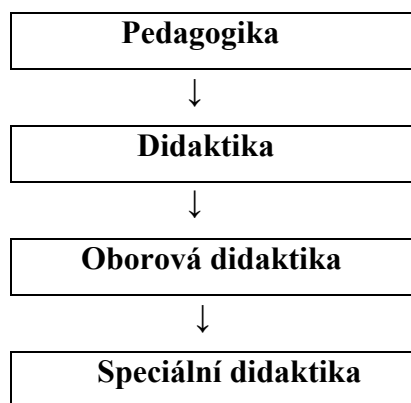 Pedagogika
↓
Didaktika
↓
Oborová didaktika
↓
Speciální didaktika